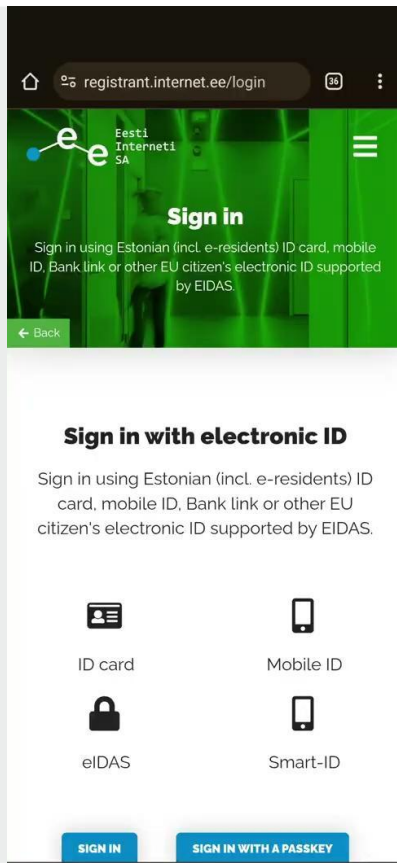 registrant.internet.ee/login
36
ee
Eesti
Interneti
SA
Sign in
Sign in using Estonian (incl. e-residents) ID card, mobile
ID, Bank link or other EU citizen's electronic ID supported
by EIDAS.
← Back
Sign in with electronic ID
Sign in using Estonian (incl. e-residents) ID
card, mobile ID, Bank link or other EU
citizen's electronic ID supported by EIDAS.
ID card
Mobile ID
eIDAS
Smart-ID
SIGN IN
SIGN IN WITH A PASSKEY